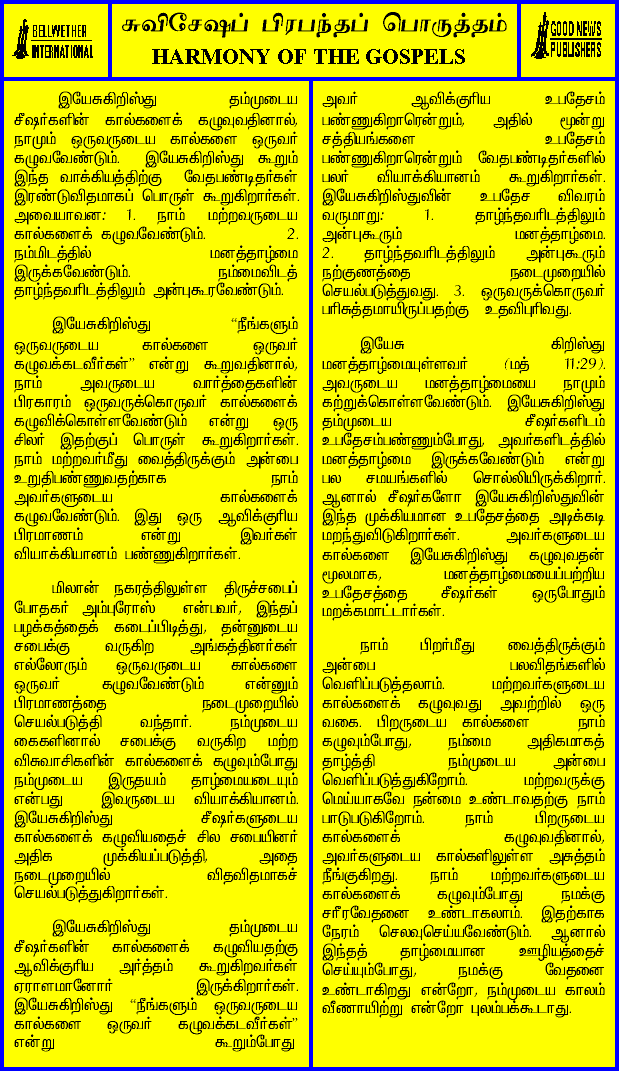 BELLWETHER
INTERNATIONAL
சுவிசேஷப் பிரபந்தப் பொருத்தம்
HARMONY OF THE GOSPELS
GOOD NEWS
PUBLISHERS
இயேசுகிறிஸ்து தம்முடைய
சீஷர்களின் கால்களைக் கழுவுவதினால்,
நாமும் ஒருவருடைய கால்களை ஒருவர்
கழுவவேண்டும். இயேசுகிறிஸ்து கூறும்
இந்த வாக்கியத்திற்கு வேதபண்டிதர்கள்
இரண்டுவிதமாகப் பொருள் கூறுகிறார்கள்.
அவையாவன: 1. நாம் மற்றவருடைய
கால்களைக் கழுவவேண்டும். 2.
நம்மிடத்தில் மனத்தாழ்மை
இருக்கவேண்டும். நம்மைவிடத்
தாழ்ந்தவரிடத்திலும் அன்புகூரவேண்டும்.
இயேசுகிறிஸ்து “நீங்களும்
ஒருவருடைய கால்களை ஒருவர்
கழுவக்கடவீர்கள்” என்று கூறுவதினால்,
நாம் அவருடைய வார்த்தைகளின்
பிரகாரம் ஒருவருக்கொருவர் கால்களைக்
கழுவிக்கொள்ளவேண்டும் என்று ஒரு
சிலர் இதற்குப் பொருள் கூறுகிறார்கள்.
நாம் மற்றவர்மீது வைத்திருக்கும் அன்பை
உறுதிபண்ணுவதற்காக நாம்
அவர்களுடைய கால்களைக்
கழுவவேண்டும். இது ஒரு ஆவிக்குரிய
பிரமாணம் என்று இவர்கள்
வியாக்கியானம் பண்ணுகிறார்கள்.
மிலான் நகரத்திலுள்ள திருச்சபைப்
போதகர் அம்புரோஸ் என்பவர், இந்தப்
பழக்கத்தைக் கடைப்பிடித்து, தன்னுடைய
சபைக்கு வருகிற அங்கத்தினர்கள்
எல்லோரும் ஒருவருடைய கால்களை
ஒருவர் கழுவவேண்டும் என்னும்
பிரமாணத்தை நடைமுறையில்
செயல்படுத்தி வந்தார். நம்முடைய
கைகளினால் சபைக்கு வருகிற மற்ற
விசுவாசிகளின் கால்களைக் கழுவும்போது
நம்முடைய இருதயம் தாழ்மையடையும்
என்பது இவருடைய வியாக்கியானம்.
இயேசுகிறிஸ்து சீஷர்களுடைய
கால்களைக் கழுவியதைச் சில சபையினர்
அதிக முக்கியப்படுத்தி, அதை
நடைமுறையில் விதவிதமாகச்
செயல்படுத்துகிறார்கள்.
இயேசுகிறிஸ்து தம்முடைய
சீஷர்களின் கால்களைக் கழுவியதற்கு
ஆவிக்குரிய அர்த்தம் கூறுகிறவர்கள்
ஏராளமானோர் இருக்கிறார்கள்.
இயேசுகிறிஸ்து “நீங்களும் ஒருவருடைய
கால்களை ஒருவர் கழுவக்கடவீர்கள்”
என்று கூறும்போது
அவர் ஆவிக்குரிய உபதேசம்
பண்ணுகிறாரென்றும், அதில் மூன்று
சத்தியங்களை உபதேசம்
பண்ணுகிறாரென்றும் வேதபண்டிதர்களில்
பலர் வியாக்கியானம் கூறுகிறார்கள்.
இயேசுகிறிஸ்துவின் உபதேச விவரம்
வருமாறு: 1. தாழ்ந்தவரிடத்திலும்
அன்புகூரும் மனத்தாழ்மை.
2. தாழ்ந்தவரிடத்திலும் அன்புகூரும்
நற்குணத்தை நடைமுறையில்
செயல்படுத்துவது. 3. ஒருவருக்கொருவர்
பரிசுத்தமாயிருப்பதற்கு உதவிபுரிவது.
இயேசு கிறிஸ்து
மனத்தாழ்மையுள்ளவர் (மத் 11:29).
அவருடைய மனத்தாழ்மையை நாமும்
கற்றுக்கொள்ளவேண்டும். இயேசுகிறிஸ்து
தம்முடைய சீஷர்களிடம்
உபதேசம்பண்ணும்போது, அவர்களிடத்தில்
மனத்தாழ்மை இருக்கவேண்டும் என்று
பல சமயங்களில் சொல்லியிருக்கிறார்.
ஆனால் சீஷர்களோ இயேசுகிறிஸ்துவின்
இந்த முக்கியமான உபதேசத்தை அடிக்கடி
மறந்துவிடுகிறார்கள். அவர்களுடைய
கால்களை இயேசுகிறிஸ்து கழுவுவதன்
மூலமாக, மனத்தாழ்மையைப்பற்றிய
உபதேசத்தை சீஷர்கள் ஒருபோதும்
மறக்கமாட்டார்கள்.
நாம் பிறர்மீது வைத்திருக்கும்
அன்பை பலவிதங்களில்
வெளிப்படுத்தலாம். மற்றவர்களுடைய
கால்களைக் கழுவுவது அவற்றில் ஒரு
வகை. பிறருடைய கால்களை நாம்
கழுவும்போது, நம்மை அதிகமாகத்
தாழ்த்தி நம்முடைய அன்பை
வெளிப்படுத்துகிறோம். மற்றவருக்கு
மெய்யாகவே நன்மை உண்டாவதற்கு நாம்
பாடுபடுகிறோம். நாம் பிறருடைய
கால்களைக் கழுவுவதினால்,
அவர்களுடைய கால்களிலுள்ள அசுத்தம்
நீங்குகிறது. நாம் மற்றவர்களுடைய
கால்களைக் கழுவும்போது நமக்கு
சரீரவேதனை உண்டாகலாம். இதற்காக
நேரம் செலவுசெய்யவேண்டும். ஆனால்
இந்தத் தாழ்மையான ஊழியத்தைச்
செய்யும்போது, நமக்கு வேதனை
உண்டாகிறது என்றோ, நம்முடைய காலம்
வீணாயிற்று என்றோ புலம்பக்கூடாது.